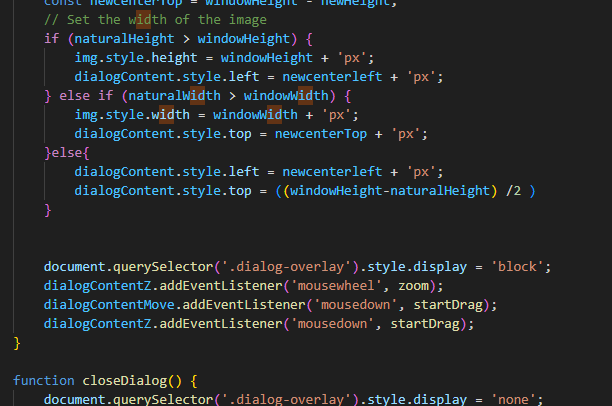 const newcenterTop = windowHeight - newHeight;
// Set the width of the image
if (naturalHeight > windowHeight) {
img.style.height = windowHeight + 'px';
dialogContent.style.left = newcenterleft + 'px';
} else if (naturalWidth > windowWidth) {
img.style.width = windowWidth + 'px';
dialogContent.style.top = newcenterTop + 'px';
}else{
dialogContent.style.left = newcenterleft + 'px';
dialogContent.style.top = ((windowHeight-naturalHeight) /2 )
}
document.querySelector('.dialog-overlay').style.display = 'block';
dialogContentZ.addEventListener('mousewheel', zoom);
dialogContentMove.addEventListener('mousedown', startDrag);
dialogContentZ.addEventListener('mousedown', startDrag);
}
function closeDialog() {
document.querySelector('.dialog-overlay').style.display = 'none';